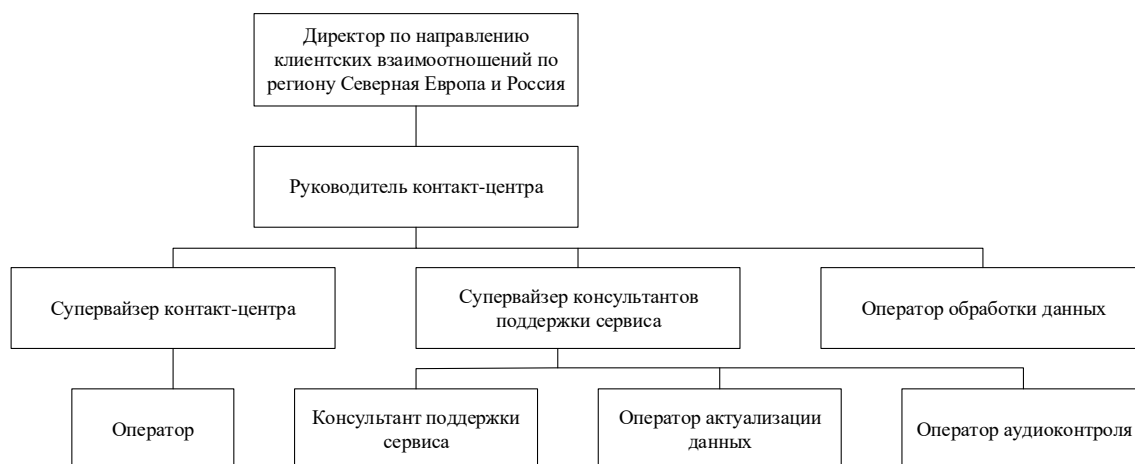 Директор по направлению
клиентских взаимоотношений по
региону Северная Европа и Россия
Руководитель контакт-центра
Супервайзер контакт-центра
Супервайзер консультантов
поддержки сервиса
Оператор обработки данных
Оператор
Консультант поддержки
сервиса
Оператор актуализации
данных
Оператор аудиоконтроля